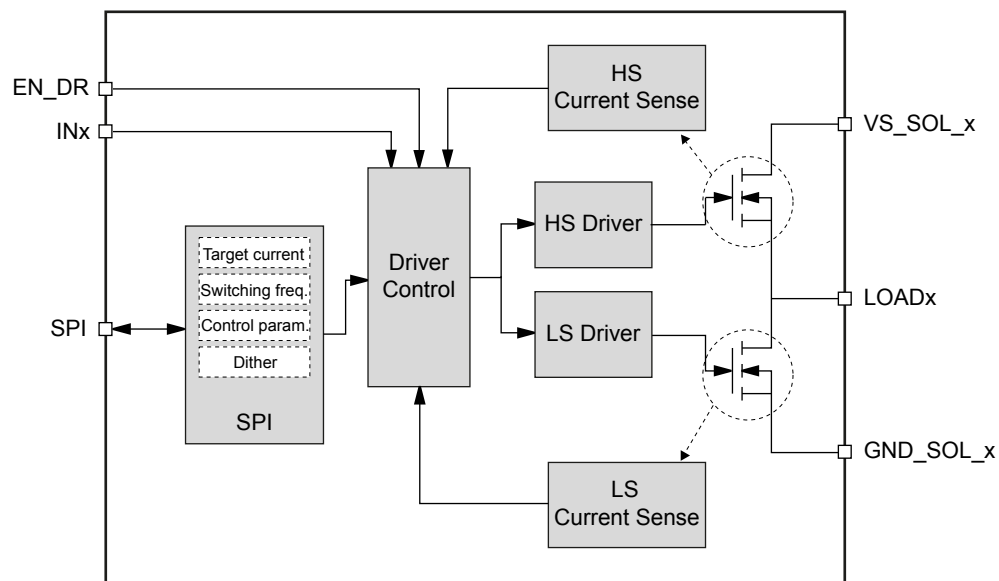 EN_DR
INx
SPI
HS
Current Sense
HS Driver
LS Driver
Driver
Control
Target current
Switching freq.
Control param.
Dither
SPI
LS
Current Sense
VS_SOL_x
LOADx
GND_SOL_x